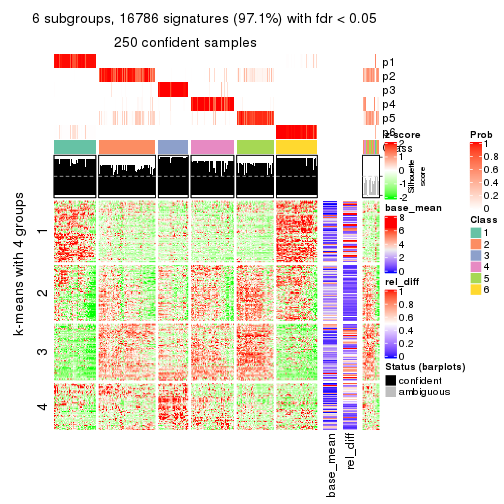 6 subgroups, 16786 signatures (97.1%) with fdr < 0.05
250 confident samples
p1
p2
p3
p4
p5
p6
z-score
2
1
0
-1
-2
Class
Silhouette
score
Prob
1
0.8
0.6
0.4
0.2
0
Class
1
2
3
4
5
6
base_mean
8
6
4
2
0
rel_diff
1
0.8
0.6
0.4
0.2
0
Status (barplots)
confident
ambiguous
k-means with 4 groups
1
2
3
4
base_mean
rel_diff